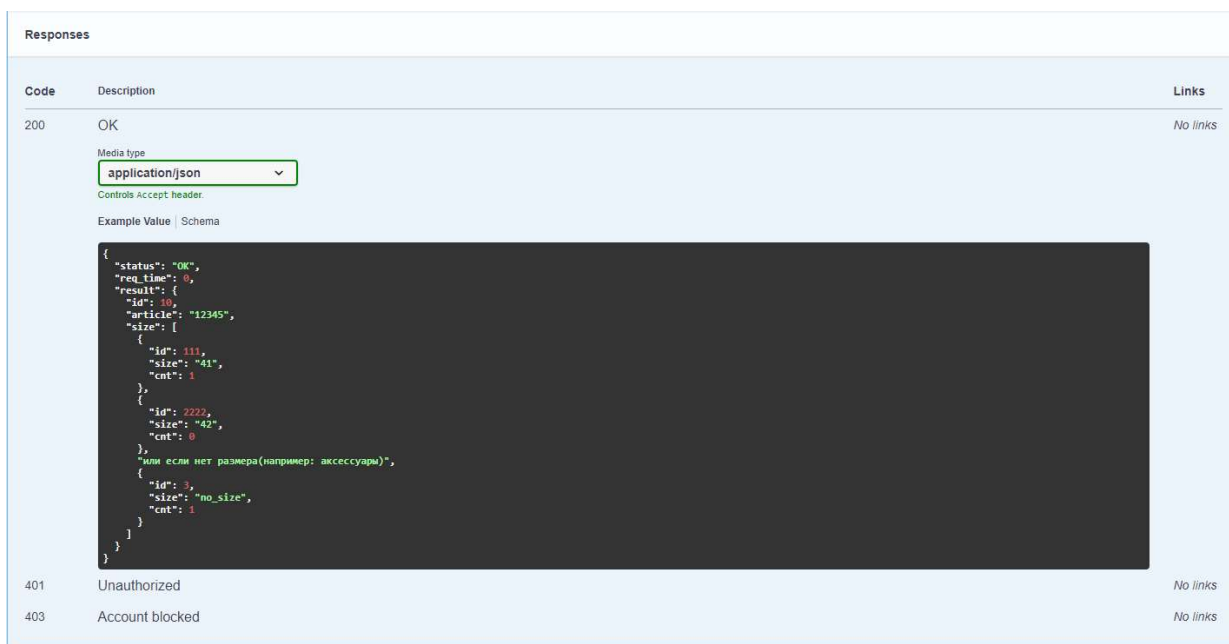 Responses
Code Description Links
200 OK No links
Media type
application/json
Controls Accept header.
Example Value Schema
{
"status": "OK",
"req_time": 0,
"result": {
"id": 10,
"article": "12345",
"size": [
{
"id": 111,
"size": "41",
"cnt": 1
},
{
"id": 2222,
"size": "42",
"cnt": 0
},
"или если нет размера(например: аксессуары)",
{
"id": 3,
"size": "no_size",
"cnt": 1
}
]
}
}
401 Unauthorized No links
403 Account blocked No links